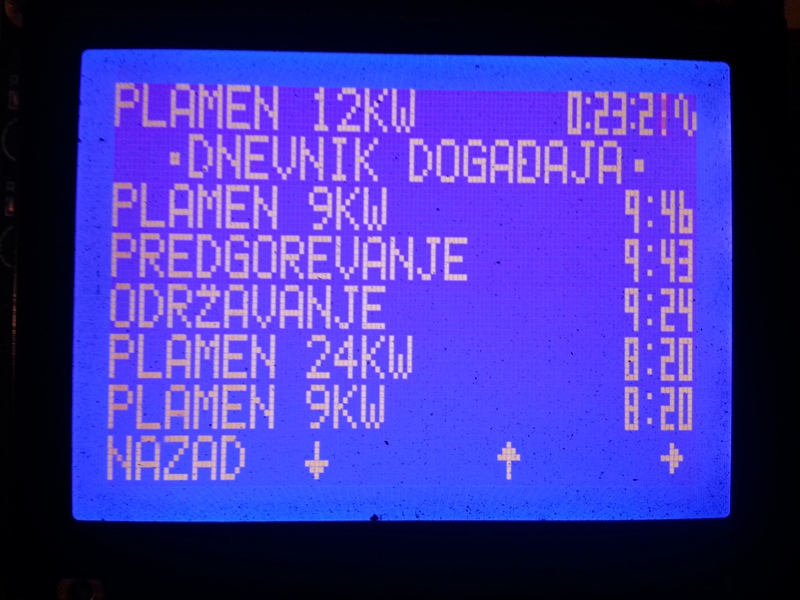 PLAMEN 12KW 0:23:21
·DNEVNIK DOGAĐAJA·
PLAMEN 9KW 9:46
PREDGOREVANJE 9:43
ODRŽAVANJE 9:24
PLAMEN 24KW 8:20
PLAMEN 9KW 8:20
NAZAD ↓ ↑ →